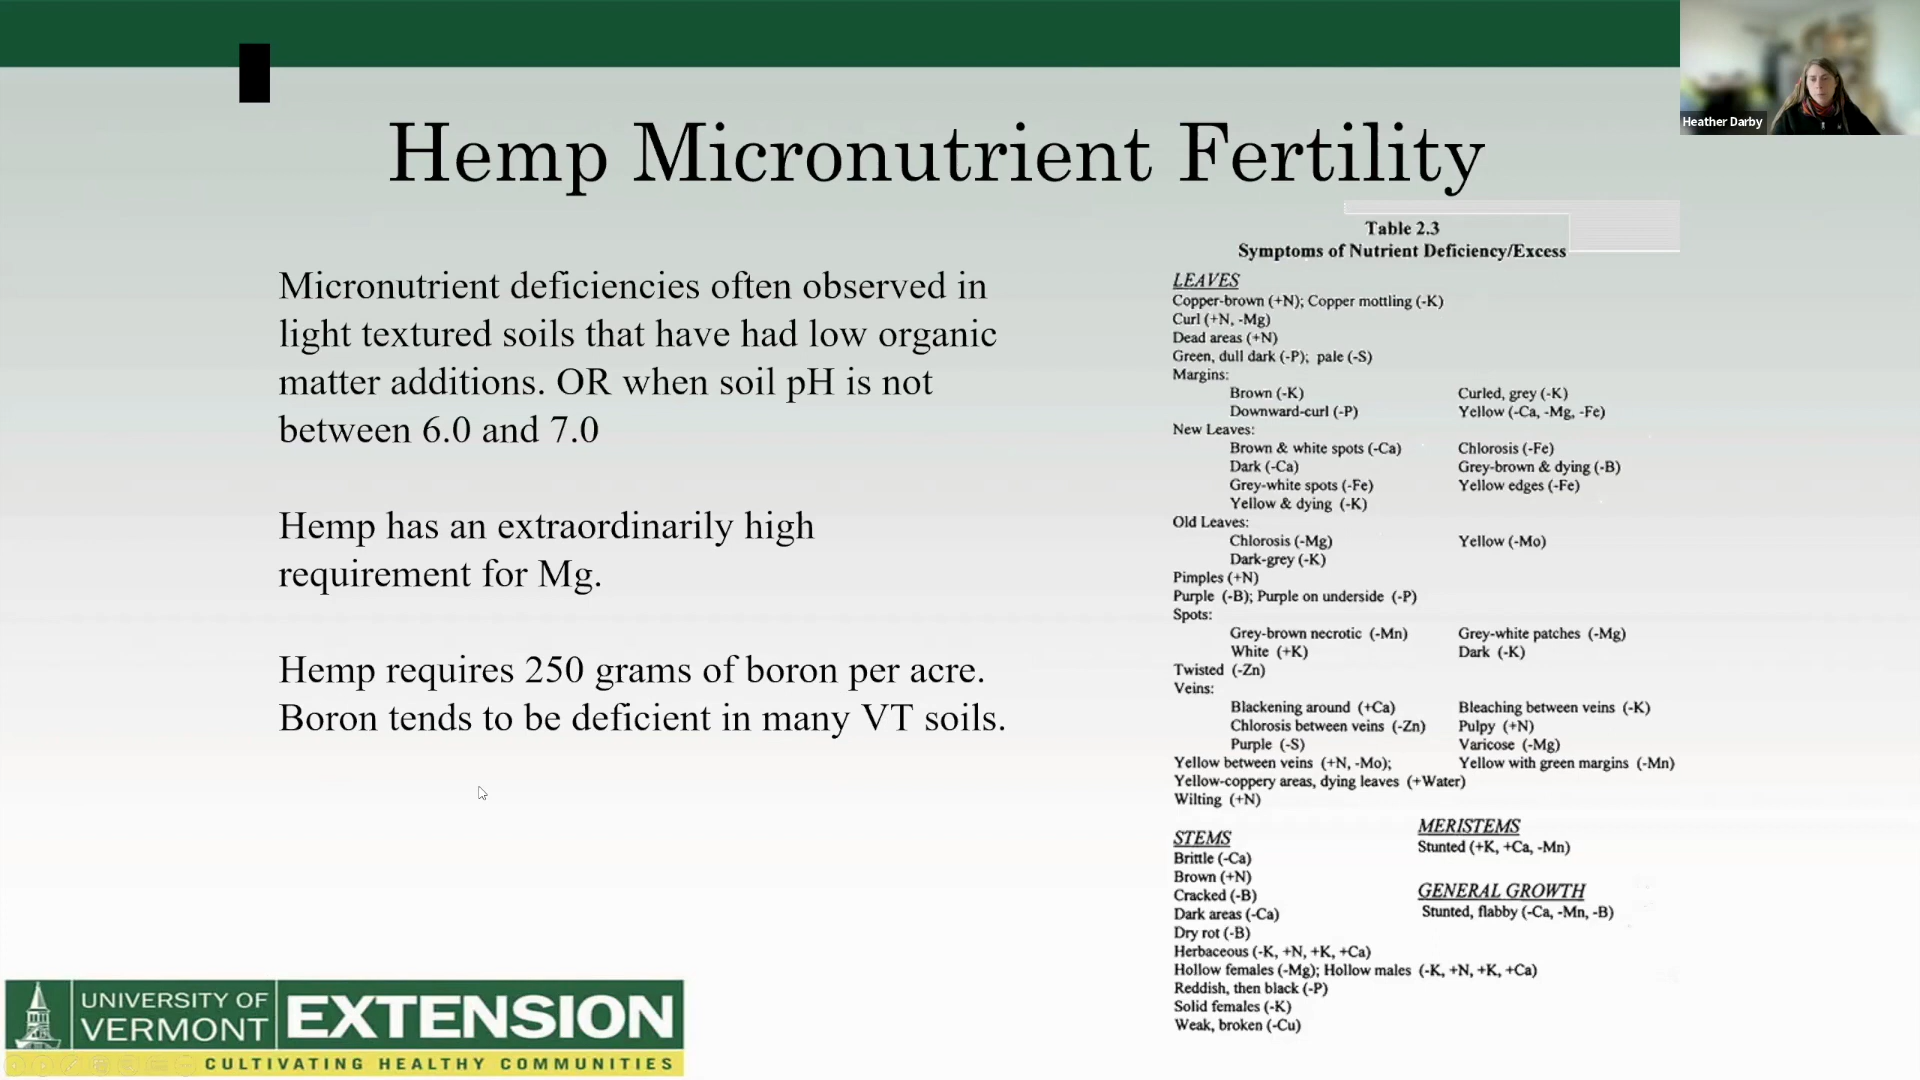 Heather Darby
Hemp Micronutrient Fertility
Micronutrient deficiencies often observed in
light textured soils that have had low organic
matter additions. OR when soil pH is not
between 6.0 and 7.0
Hemp has an extraordinarily high
requirement for Mg.
Hemp requires 250 grams of boron per acre.
Boron tends to be deficient in many VT soils.
Table 2.3
Symptoms of Nutrient Deficiency/Excess
LEAVES
Copper-brown (+N); Copper mottling (-K)
Curl (+N, -Mg)
Dead areas (+N)
Green, dull dark (-P); pale (-S)
Margins:
Brown (-K) Curled, grey (-K)
Downward-curl (-P) Yellow (-Ca, -Mg, -Fe)
New Leaves:
Brown & white spots (-Ca) Chlorosis (-Fe)
Dark (-Ca) Grey-brown & dying (-B)
Grey-white spots (-Fe) Yellow edges (-Fe)
Yellow & dying (-K)
Old Leaves:
Chlorosis (-Mg) Yellow (-Mo)
Dark-grey (-K)
Pimples (+N)
Purple (-B); Purple on underside (-P)
Spots:
Grey-brown necrotic (-Mn) Grey-white patches (-Mg)
White (+K) Dark (-K)
Twisted (-Zn)
Veins:
Blackening around (+Ca) Bleaching between veins (-K)
Chlorosis between veins (-Zn) Pulpy (+N)
Purple (-S) Varicose (-Mg)
Yellow between veins (+N, -Mo); Yellow with green margins (-Mn)
Yellow-coppery areas, dying leaves (+Water)
Wilting (+N)
STEMS
Brittle (-Ca)
Brown (+N)
Cracked (-B)
Dark areas (-Ca)
Dry rot (-B)
Herbaceous (-K, +N, +K, +Ca)
Hollow females (-Mg); Hollow males (-K, +N, +K, +Ca)
Reddish, then black (-P)
Solid females (-K)
Weak, broken (-Cu)
MERISTEMS
Stunted (+K, +Ca, -Mn)
GENERAL GROWTH
Stunted, flabby (-Ca, -Mn, -B)
UNIVERSITY OF
VERMONT
EXTENSION
CULTIVATING HEALTHY COMMUNITIES